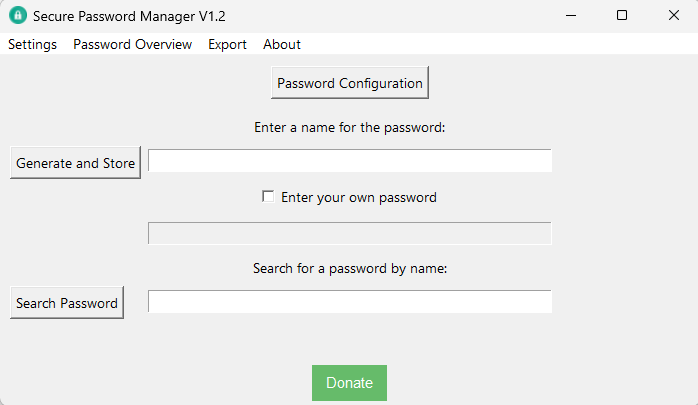 Secure Password Manager V1.2
Settings Password Overview Export About
Password Configuration
Enter a name for the password:
Generate and Store
Enter your own password
Search for a password by name:
Search Password
Donate